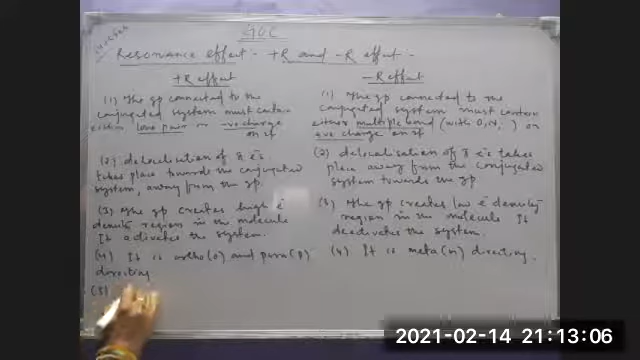 GOC
Resonance effect - +R and -R effect :-
+R effect
(1) The gp connected to the
conjugated system must contain
either lone pair or -ve charge
on it
(2) delocalisation of π e's
takes place towards the conjugated
system, away from the gp.
(3) The gp creates high e
density region in the molecule
It activates the system.
(4) It is ortho(o) and para(p)
directing
(5)
-R effect
(1) The gp connected to the
conjugated system must contain
either multiple bond (with O, N, ) or
+ve charge on it
(2) delocalisation of π e's takes
place away from the conjugated
system towards the gp
(3) The gp creates low e density
region in the molecule It
deactivates the system.
(4) It is meta(m) directing.
2021-02-14 21:13:06